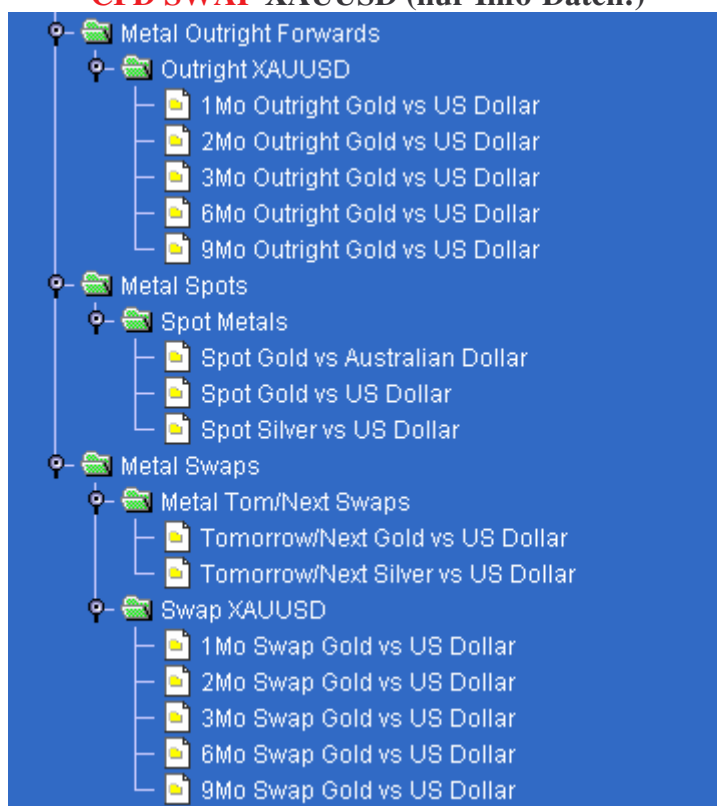 CFD SWAP XAUUSD (nur Info-Daten!)
Metal Outright Forwards
Outright XAUUSD
1Mo Outright Gold vs US Dollar
2Mo Outright Gold vs US Dollar
3Mo Outright Gold vs US Dollar
6Mo Outright Gold vs US Dollar
9Mo Outright Gold vs US Dollar
Metal Spots
Spot Metals
Spot Gold vs Australian Dollar
Spot Gold vs US Dollar
Spot Silver vs US Dollar
Metal Swaps
Metal Tom/Next Swaps
Tomorrow/Next Gold vs US Dollar
Tomorrow/Next Silver vs US Dollar
Swap XAUUSD
1Mo Swap Gold vs US Dollar
2Mo Swap Gold vs US Dollar
3Mo Swap Gold vs US Dollar
6Mo Swap Gold vs US Dollar
9Mo Swap Gold vs US Dollar